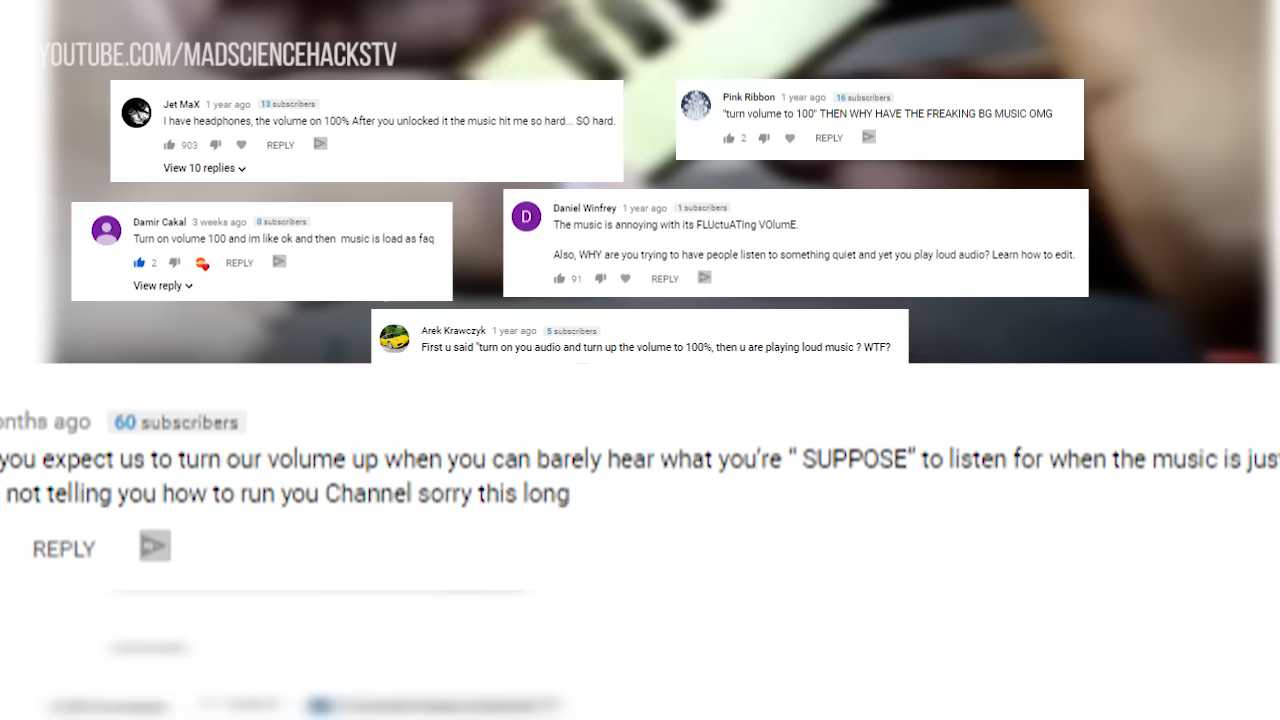 YOUTUBE.COM/MADSCIENCEHACKSTV
Jet MaX 1 year ago 13 subscribers
I have headphones, the volume on 100% After you unlocked it the music hit me so hard... SO hard.
903 REPLY
View 10 replies
Pink Ribbon 1 year ago 16 subscribers
"turn volume to 100" THEN WHY HAVE THE FREAKING BG MUSIC OMG
2 REPLY
Damir Cakal 3 weeks ago 0 subscribers
Turn on volume 100 and im like ok and then music is load as faq
2 REPLY
View reply
D
Daniel Winfrey 1 year ago 1 subscribers
The music is annoying with its FLUctuATIng VOlumE.
Also, WHY are you trying to have people listen to something quiet and yet you play loud audio? Learn how to edit.
91 REPLY
Arek Krawczyk 1 year ago 5 subscribers
First u said "turn on you audio and turn up the volume to 100%, then u are playing loud music ? WTF?
onths ago 60 subscribers
you expect us to turn our volume up when you can barely hear what you're “ SUPPOSE” to listen for when the music is jus
not telling you how to run you Channel sorry this long
REPLY